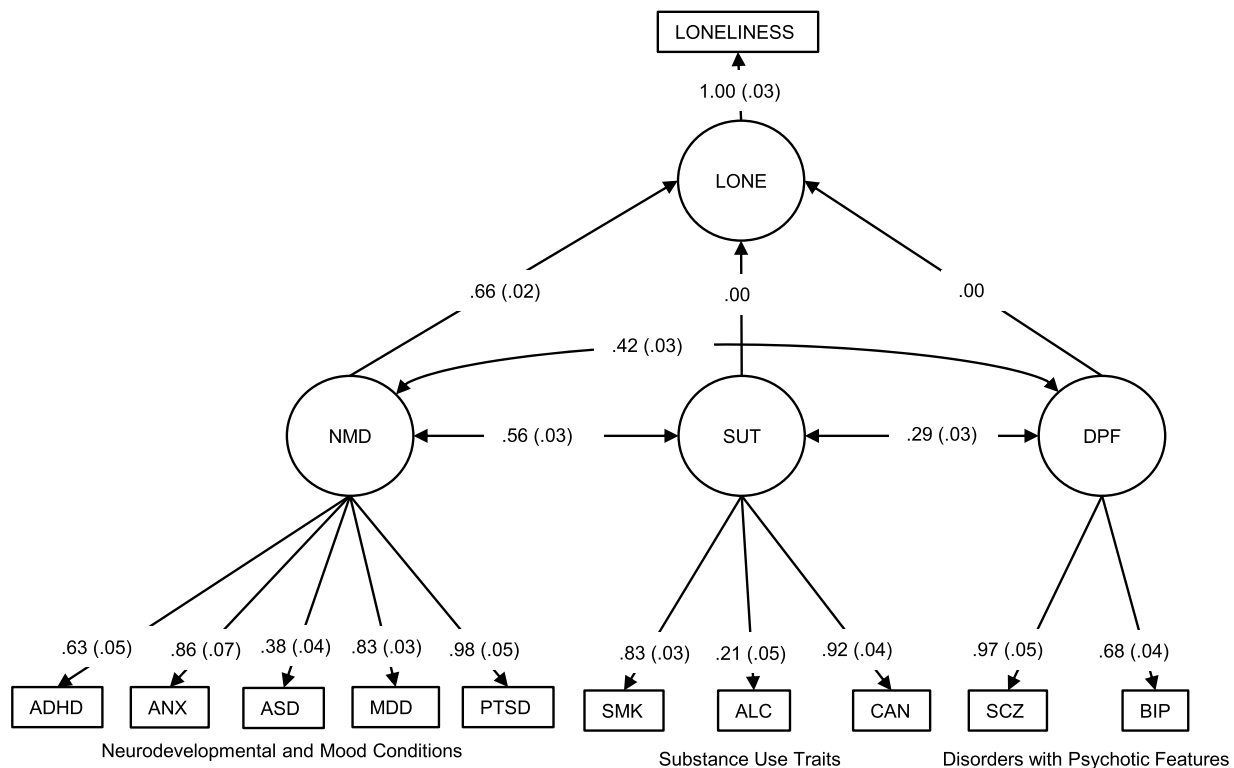 LONELINESS
1.00 (.03)
LONE
.66 (.02)
.00
.00
.42 (.03)
NMD
.56 (.03)
SUT
.29 (.03)
DPF
.63 (.05)
.86 (.07)
.38 (.04)
.83 (.03)
.98 (.05)
.83 (.03)
.21 (.05)
.92 (.04)
.97 (.05)
.68 (.04)
ADHD
ANX
ASD
MDD
PTSD
SMK
ALC
CAN
SCZ
BIP
Neurodevelopmental and Mood Conditions
Substance Use Traits
Disorders with Psychotic Features